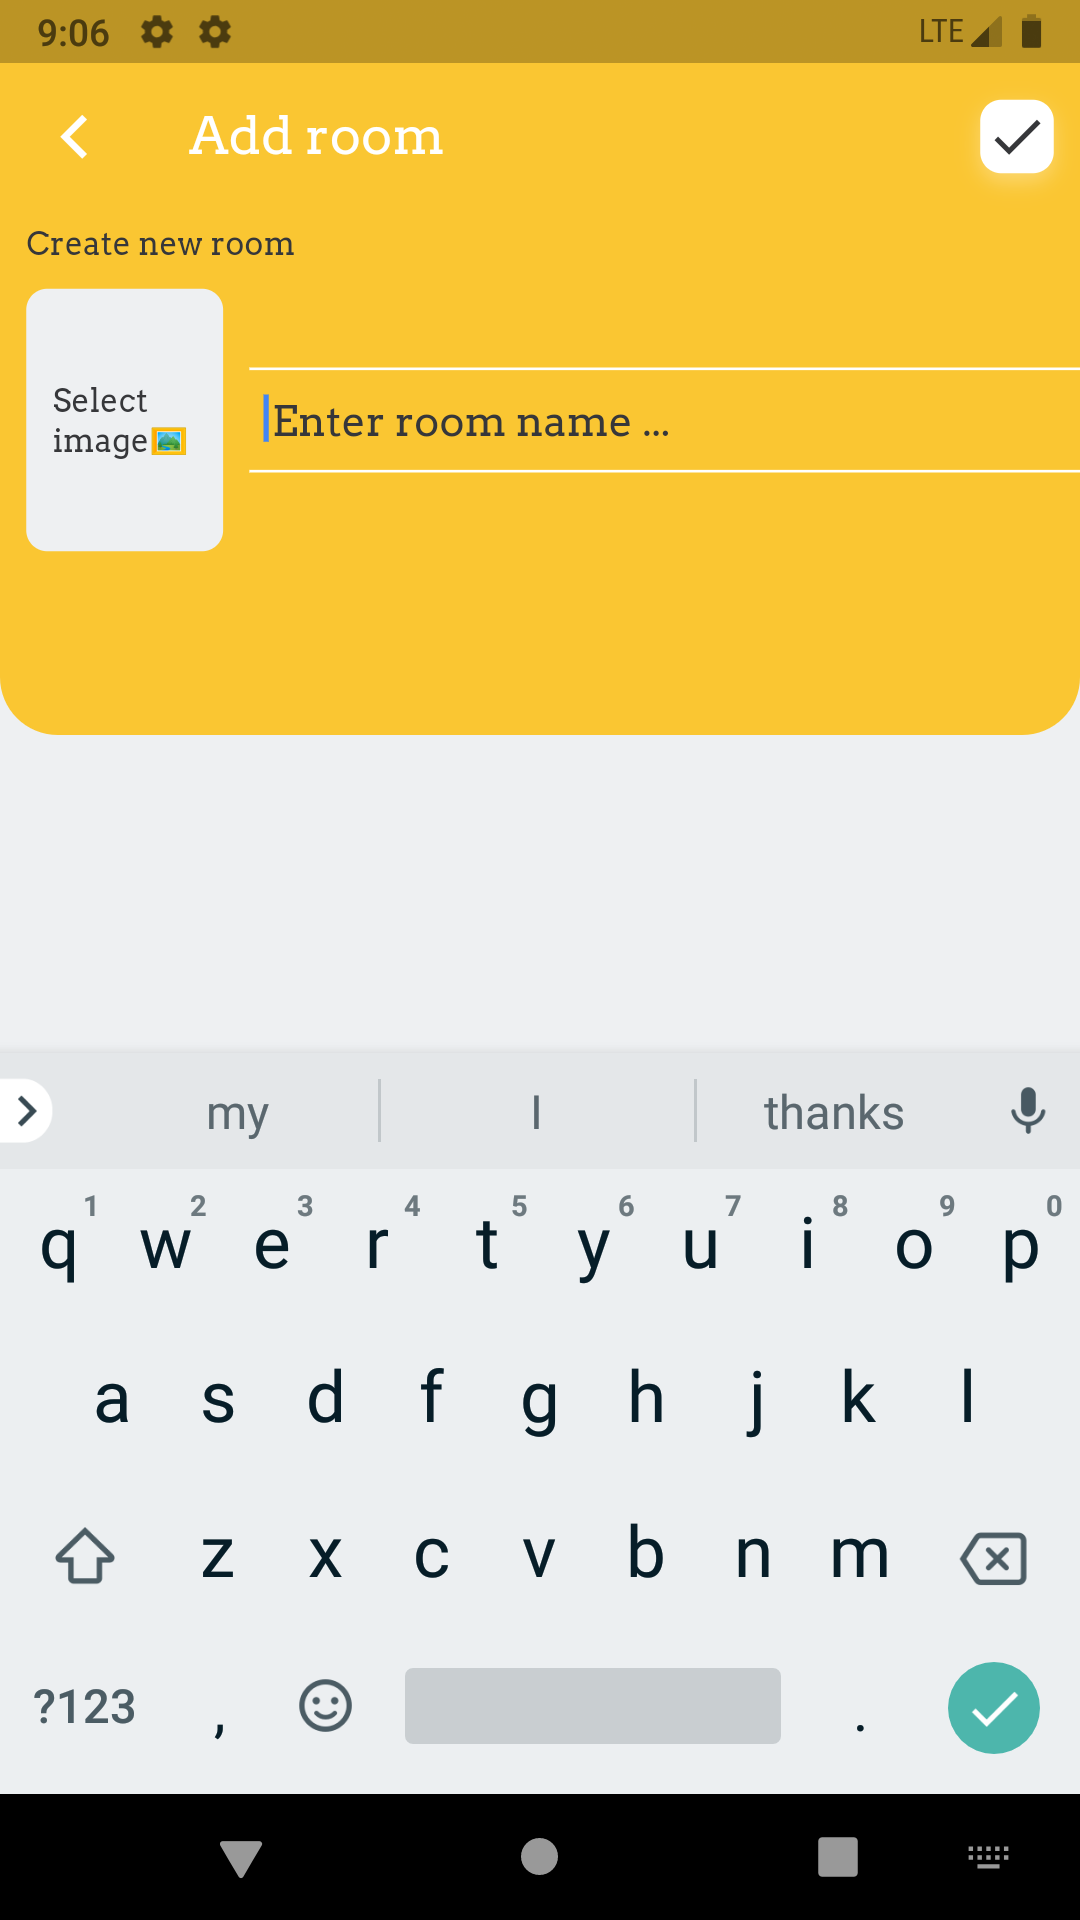 9:06 LTE
Add room
Create new room
Select
image
Enter room name ...
my I thanks
1 2 3 4 5 6 7 8 9 0
q w e r t y u i o p
a s d f g h j k l
z x c v b n m
?123 , .